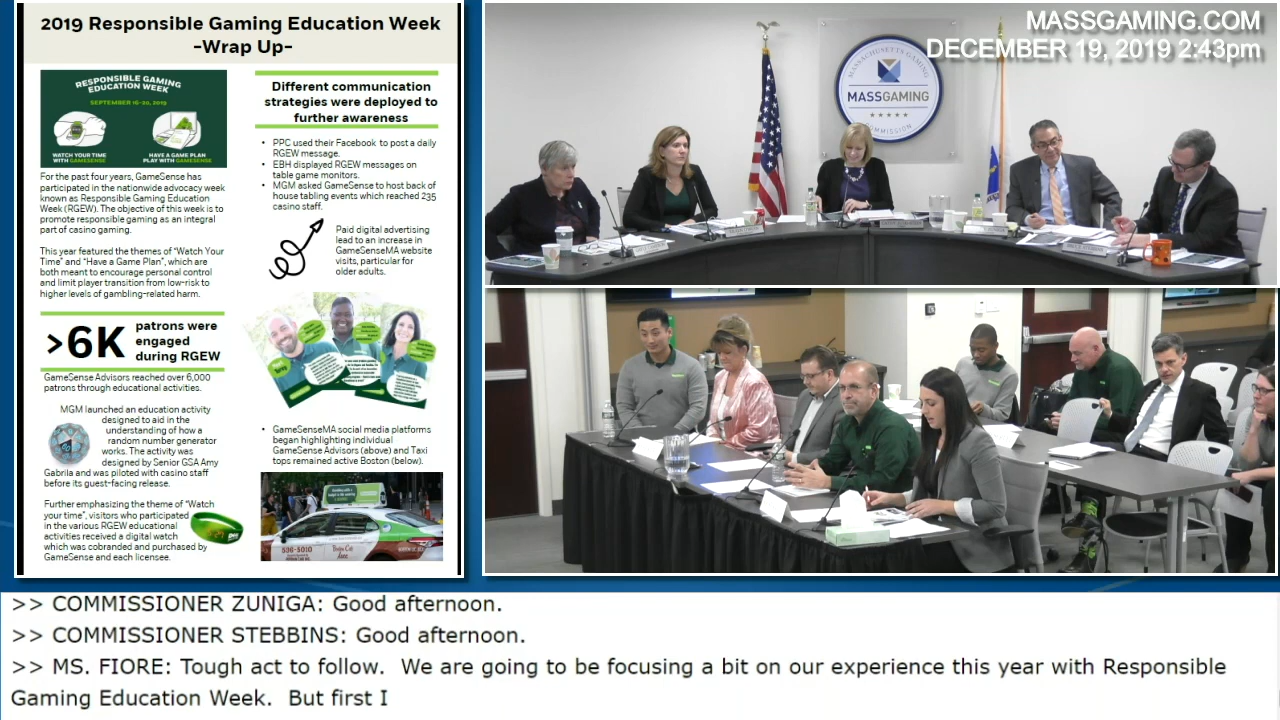 2019 Responsible Gaming Education Week
-Wrap Up-
RESPONSIBLE GAMING
EDUCATION WEEK
SEPTEMBER 16-20, 2019
WATCH YOUR TIME
WITH GAMESENSE
HAVE A GAME PLAN
PLAY WITH GAMESENSE
For the past four years, GameSense has
participated in the nationwide advocacy week
known as Responsible Gaming Education
Week (RGEW). The objective of this week is to
promote responsible gaming as an integral
part of casino gaming.
This year featured the themes of "Watch Your
Time" and "Have a Game Plan", which are
both meant to encourage personal control
and limit player transition from low-risk to
higher levels of gambling-related harm.
>6K
patrons were
engaged
during RGEW
GameSense Advisors reached over 6,000
patrons through educational activities.
MGM launched an education activity
designed to aid in the
understanding of how a
random number generator
works. The activity was
designed by Senior GSA Amy
Gabrila and was piloted with casino staff
before its guest-facing release.
Further emphasizing the theme of "Watch
your time", visitors who participated
in the various RGEW educational
activities received a digital watch
which was cobranded and purchased by
GameSense and each licensee.
Different communication
strategies were deployed to
further awareness
• PPC used their Facebook to post a daily
RGEW message.
• EBH displayed RGEW messages on
table game monitors.
• MGM asked GameSense to host back of
house tabling events which reached 235
casino staff.
Paid digital advertising
lead to an increase in
GameSenseMA website
visits, particular for
older adults.
• GameSenseMA social media platforms
began highlighting individual
GameSense Advisors (above) and Taxi
tops remained active Boston (below).
536-5010
MASSGAMING.COM
DECEMBER 19, 2019 2:43pm
MASSACHUSETTS GAMING
MASSGAMING
COMMISSION
>> COMMISSIONER ZUNIGA: Good afternoon.
>> COMMISSIONER STEBBINS: Good afternoon.
>> MS. FIORE: Tough act to follow. We are going to be focusing a bit on our experience this year with Responsible
Gaming Education Week. But first I